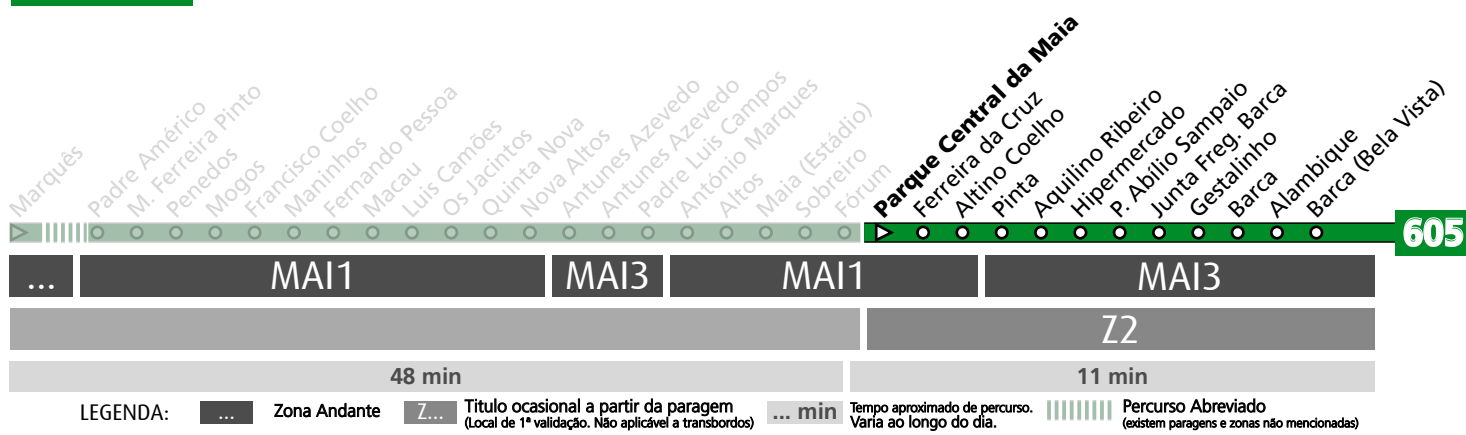 Marquês
Padre Américo
M. Ferreira Pinto
Penedos
Mogos
Francisco Coelho
Maninhos
Fernando Pessoa
Macau
Luís Camões
Os Jacintos
Quinta Nova
Nova Altos
Antunes Azevedo
Antunes Azevedo
Padre Luís Campos
António Marques
Altos
Maia (Estádio)
Sobreiro
Fórum
Parque Central da Maia
Ferreira da Cruz
Altino Coelho
Pinta
Aquilino Ribeiro
Hipermercado
P. Abílio Sampaio
Junta Freg. Barca
Gestalinho
Barca
Alambique
Barca (Bela Vista)
605
... MAI1 MAI3 MAI1 MAI3
Z2
48 min 11 min
LEGENDA:
... Zona Andante
Z... Titulo ocasional a partir da paragem
(Local de 1ª validação. Não aplicável a transbordos)
... min Tempo aproximado de percurso.
Varia ao longo do dia.
Percurso Abreviado
(existem paragens e zonas não mencionadas)